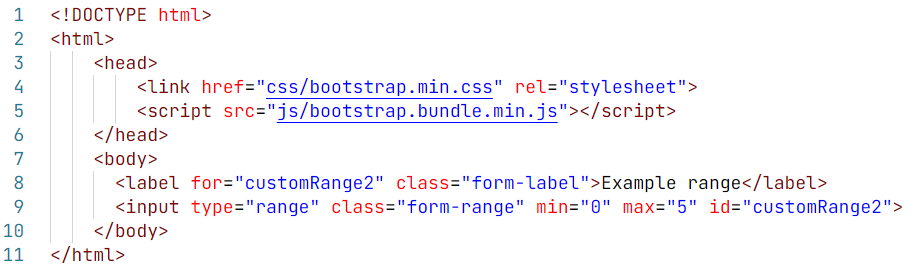 1 <!DOCTYPE html>
2 <html>
3     <head>
4         <link href="css/bootstrap.min.css" rel="stylesheet">
5         <script src="js/bootstrap.bundle.min.js"></script>
6     </head>
7     <body>
8       <label for="customRange2" class="form-label">Example range</label>
9       <input type="range" class="form-range" min="0" max="5" id="customRange2">
10     </body>
11 </html>